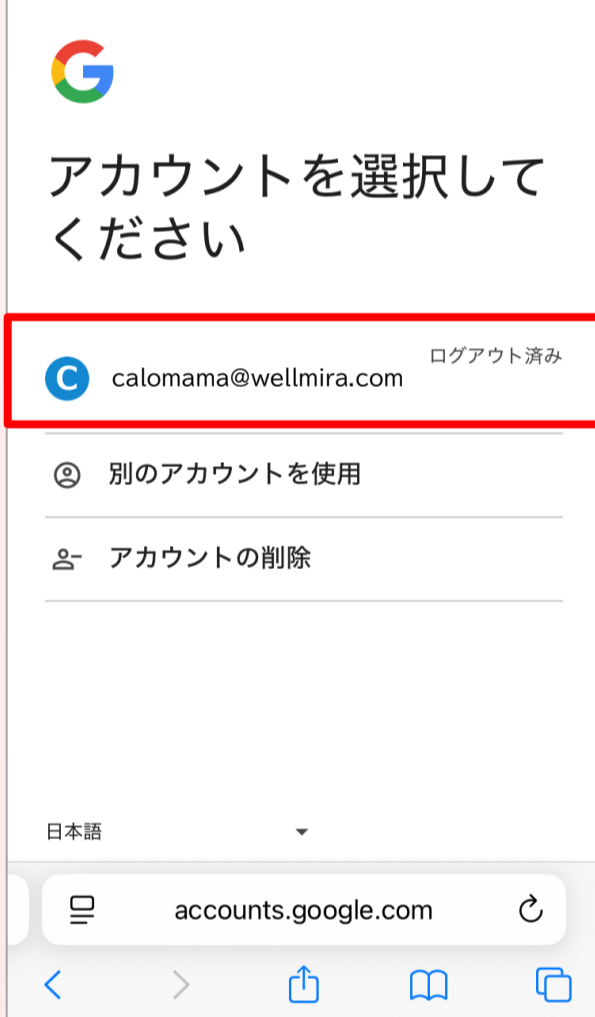 アカウントを選択して
ください
ログアウト済み
C
calomama@wellmira.com
別のアカウントを使用
アカウントの削除
日本語
accounts.google.com